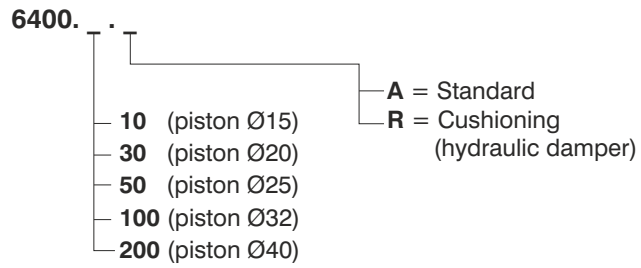 6400. _ . _
A = Standard
R = Cushioning
(hydraulic damper)
10 (piston Ø15)
30 (piston Ø20)
50 (piston Ø25)
100 (piston Ø32)
200 (piston Ø40)